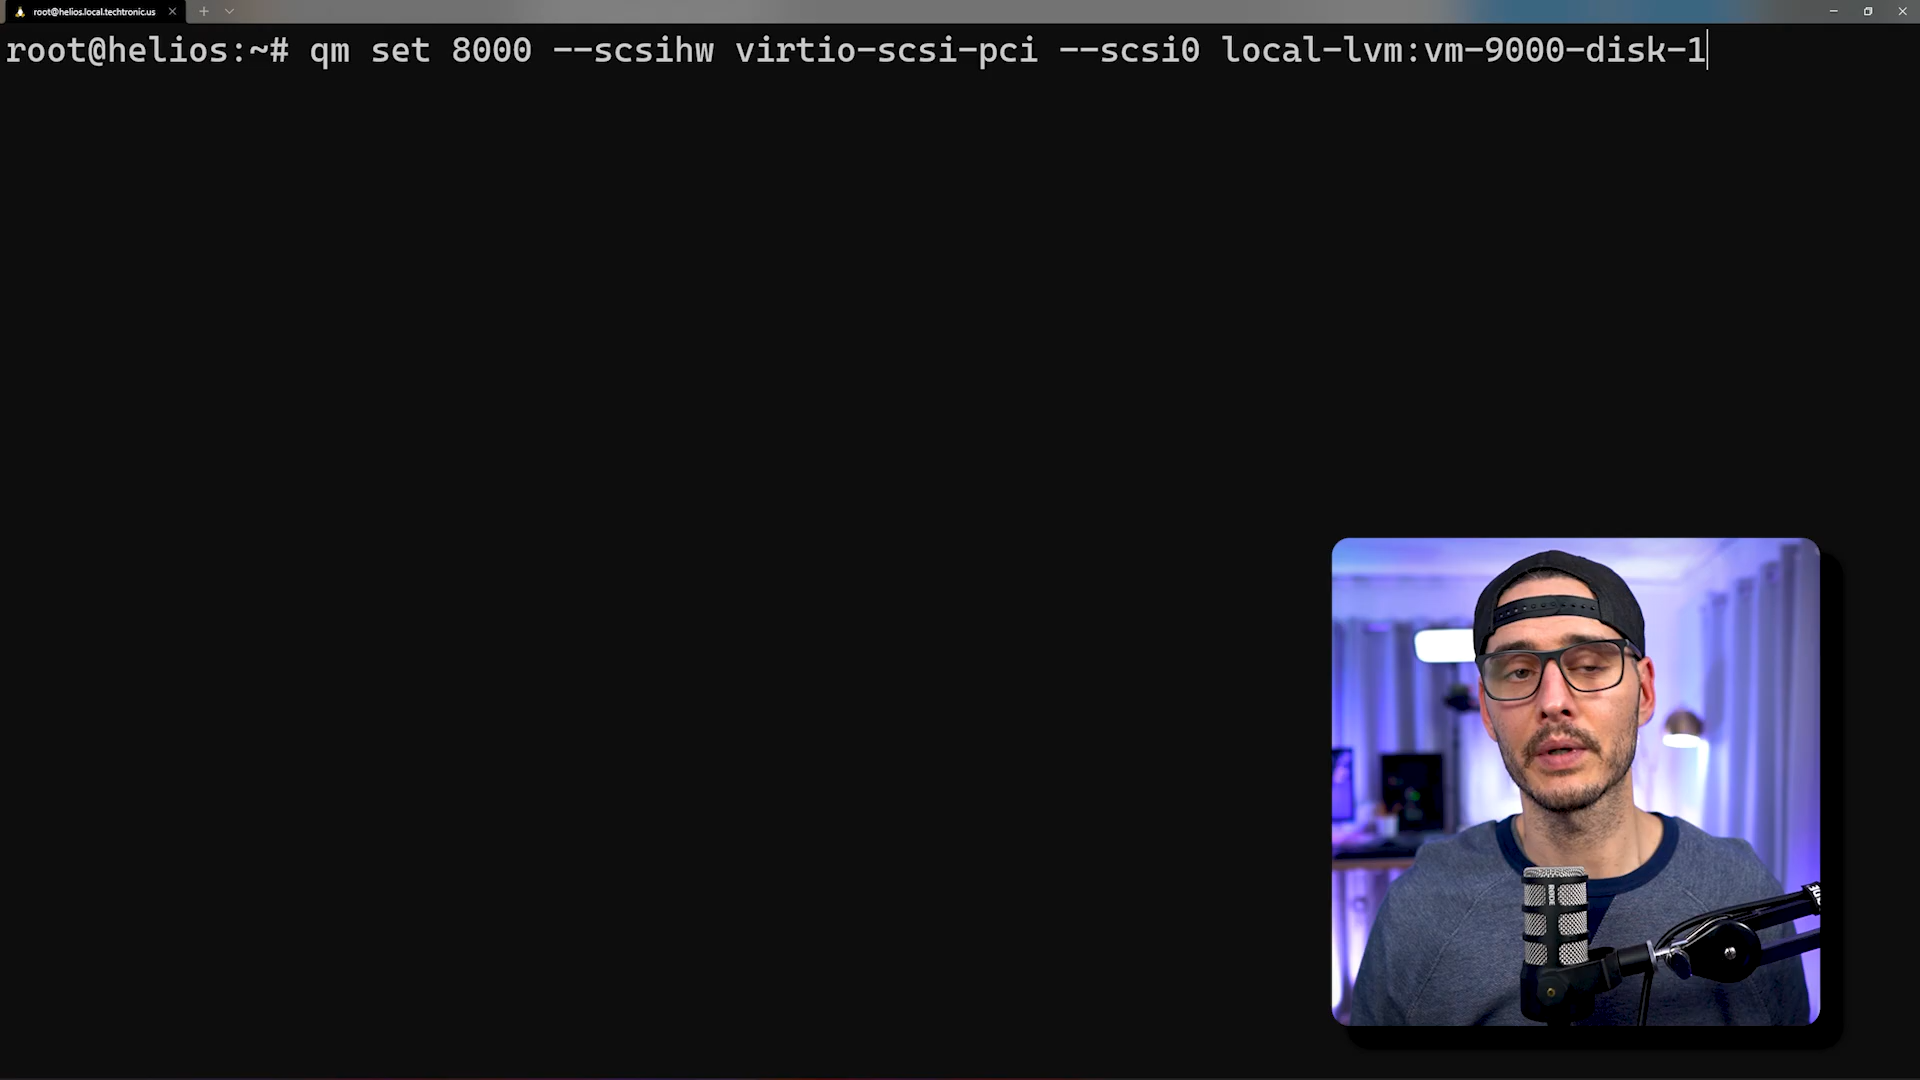 root@helios.local.techtronic.us
root@helios:~# qm set 8000 --scsihw virtio-scsi-pci --scsi0 local-lvm:vm-9000-disk-1
RODE